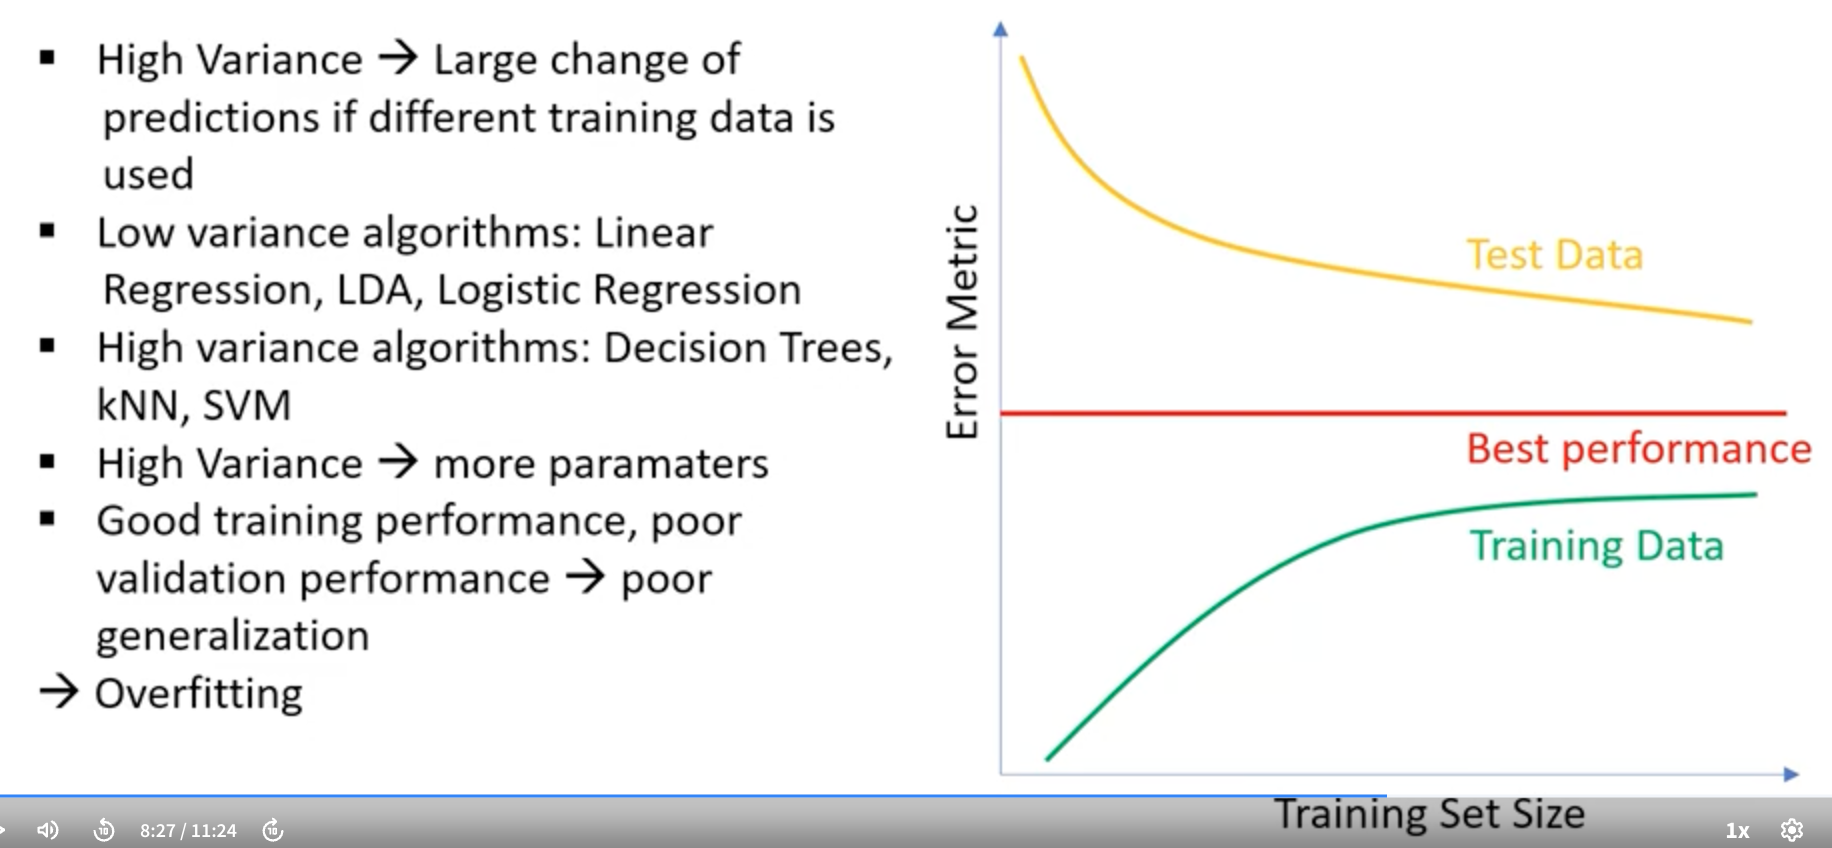 ▪ High Variance → Large change of
predictions if different training data is
used
▪ Low variance algorithms: Linear
Regression, LDA, Logistic Regression
▪ High variance algorithms: Decision Trees,
kNN, SVM
▪ High Variance → more paramaters
▪ Good training performance, poor
validation performance → poor
generalization
→ Overfitting
Error Metric
Test Data
Best performance
Training Data
Training Set Size
10
8:27 / 11:24
10
1x